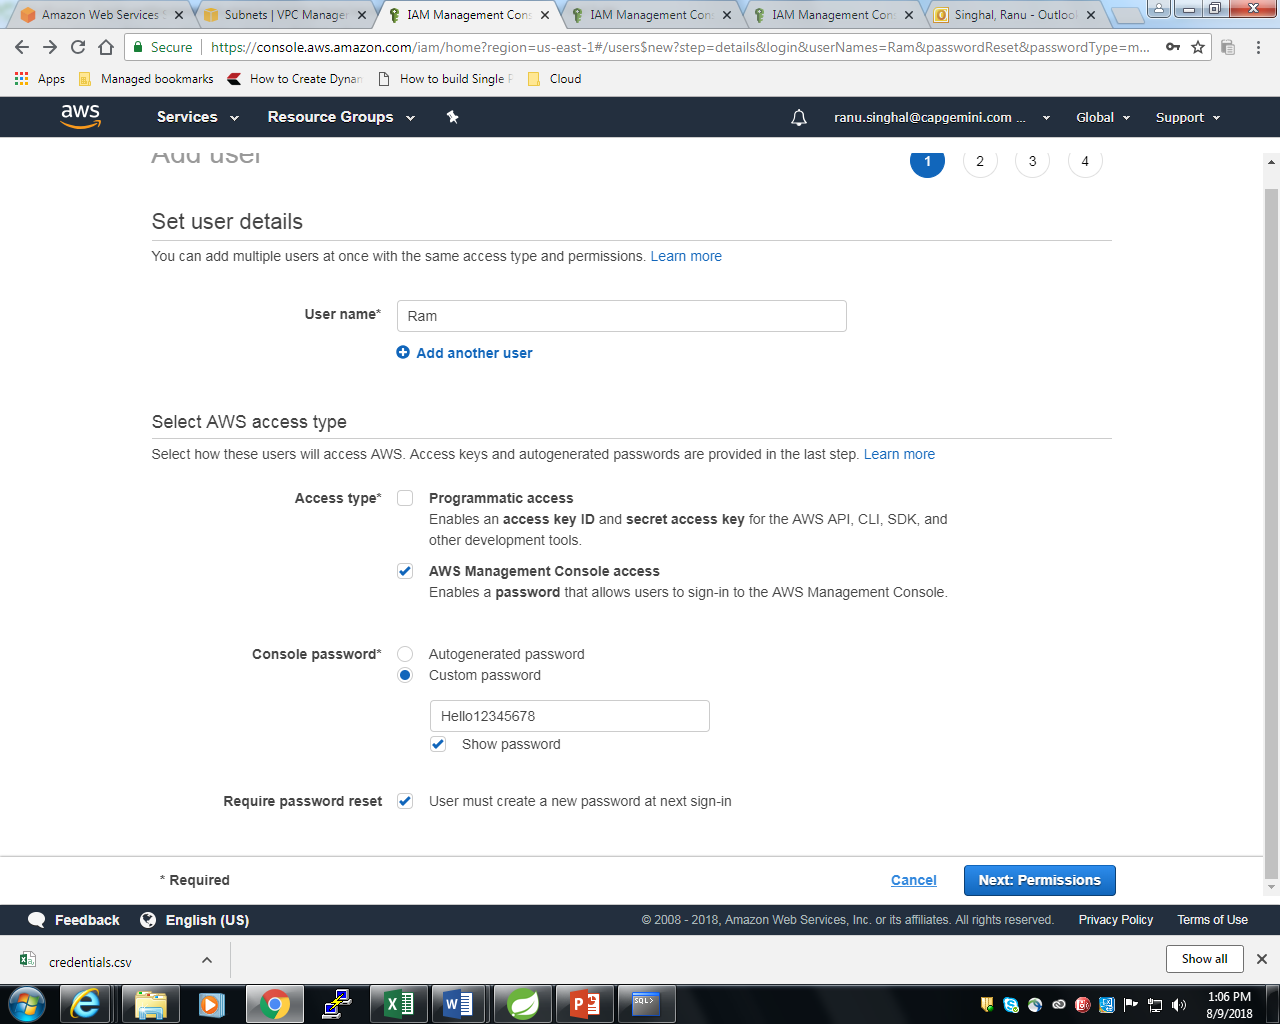 Amazon Web Services
Subnets | VPC Manager
IAM Management Cons
IAM Management Con
IAM Management Con
Singhal, Ranu - Outlook
Secure
https://console.aws.amazon.com/iam/home?region=us-east-1#/users$new?step=details&login&userNames=Ram&passwordReset&passwordType=m...
Apps
Managed bookmarks
How to Create Dynam
How to build Single P
Cloud
aws
Services
Resource Groups
ranu.singhal@capgemini.com ...
Global
Support
Add user
1
2
3
4
Set user details
You can add multiple users at once with the same access type and permissions. Learn more
User name*
Ram
Add another user
Select AWS access type
Select how these users will access AWS. Access keys and autogenerated passwords are provided in the last step. Learn more
Access type*
Programmatic access
Enables an access key ID and secret access key for the AWS API, CLI, SDK, and
other development tools.
AWS Management Console access
Enables a password that allows users to sign-in to the AWS Management Console.
Console password*
Autogenerated password
Custom password
Hello12345678
Show password
Require password reset
User must create a new password at next sign-in
* Required
Cancel
Next: Permissions
Feedback
English (US)
© 2008 - 2018, Amazon Web Services, Inc. or its affiliates. All rights reserved.
Privacy Policy
Terms of Use
credentials.csv
Show all
SQL>
1:06 PM
8/9/2018